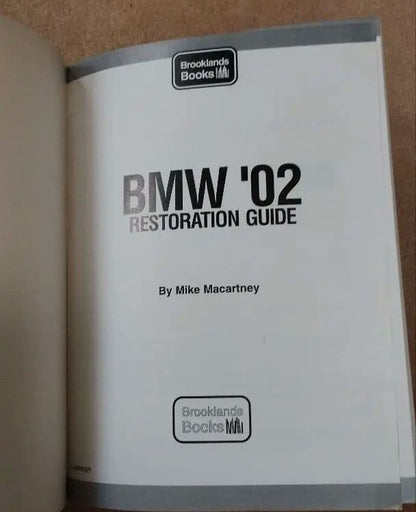 Brooklands
Books
BMW '02
RESTORATION GUIDE
By Mike Macartney
Brooklands
Books